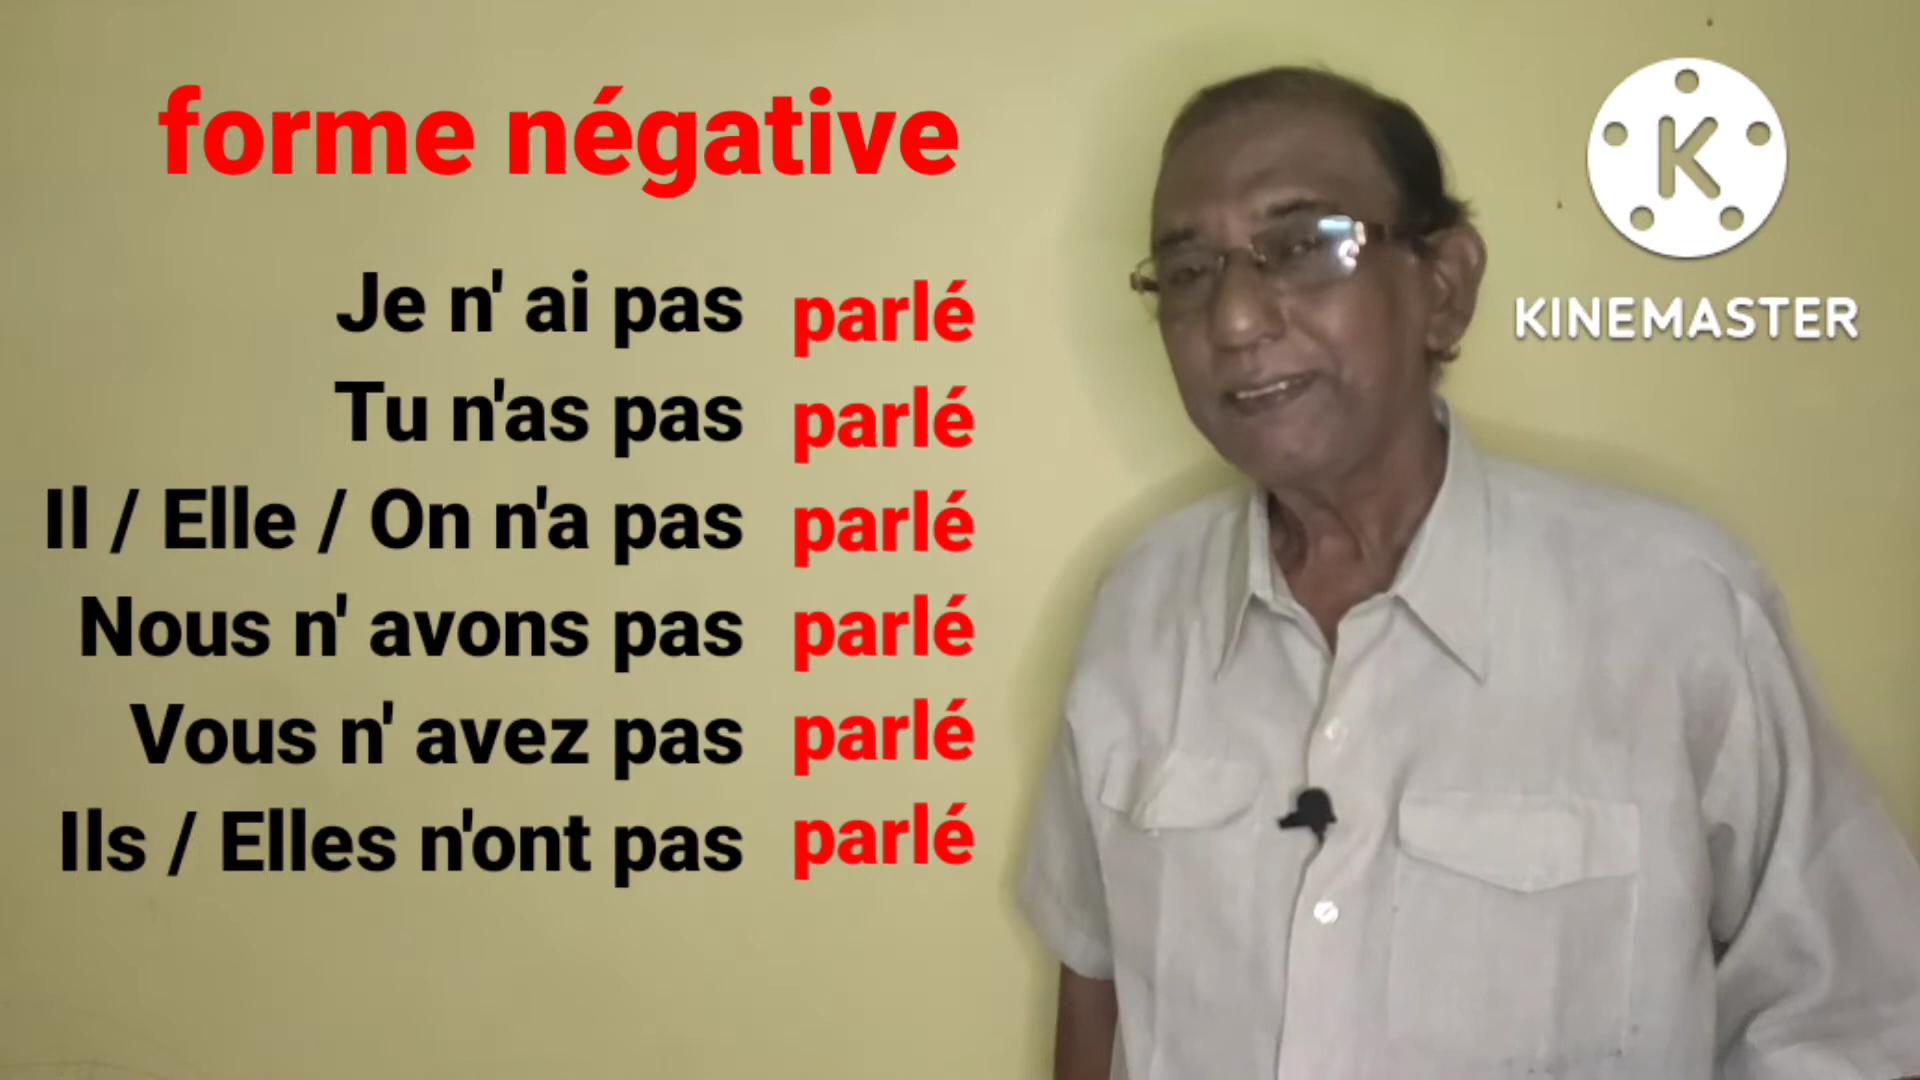 forme négative
Je n' ai pas parlé
Tu n'as pas parlé
Il / Elle / On n'a pas parlé
Nous n' avons pas parlé
Vous n' avez pas parlé
Ils / Elles n'ont pas parlé
K
KINEMASTER